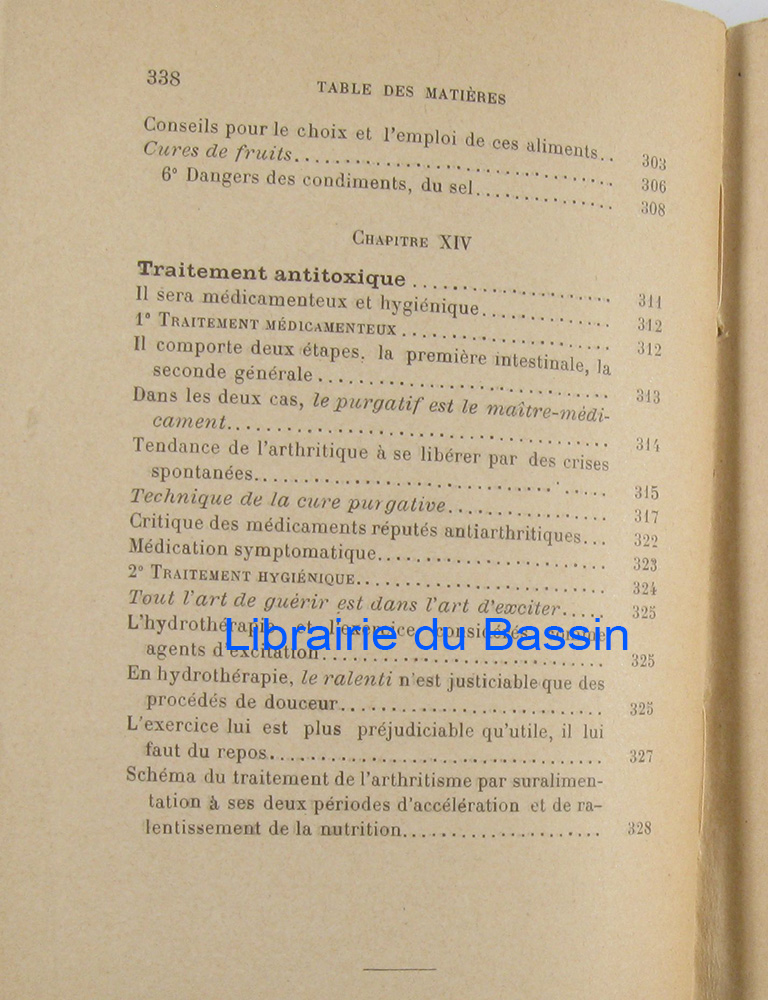 338
TABLE DES MATIÈRES
Conseils pour le choix et l'emploi de ces aliments.. 303
Cures de fruits........................ 306
6° Dangers des condiments, du sel............... 308
CHAPITRE XIV
Traitement antitoxique ................... 311
Il sera médicamenteux et hygiénique............ 312
1° TRAITEMENT MÉDICAMENTEUX .................. 312
Il comporte deux étapes. la première intestinale, la
seconde générale ........................ 313
Dans les deux cas, le purgatif est le maître-médi-
cament............................... 314
Tendance de l'arthritique à se libérer par des crises
spontanées............................ 315
Technique de la cure purgative............... 317
Critique des médicaments réputés antiarthritiques... 322
Médication symptomatique.................. 323
2° TRAITEMENT HYGIÉNIQUE..................... 324
Tout l'art de guérir est dans l'art d'exciter..... 325
L'hydrothérapie et l'exercice considérés comme
Librairie du Bassin
agents d'excitation........................ 325
En hydrothérapie, le ralenti n'est justiciable que des
procédés de douceur........................ 325
L'exercice lui est plus préjudiciable qu'utile, il lui
faut du repos............................. 327
Schéma du traitement de l'arthritisme par suralimen-
tation à ses deux périodes d'accélération et de ra-
lentissement de la nutrition................... 328